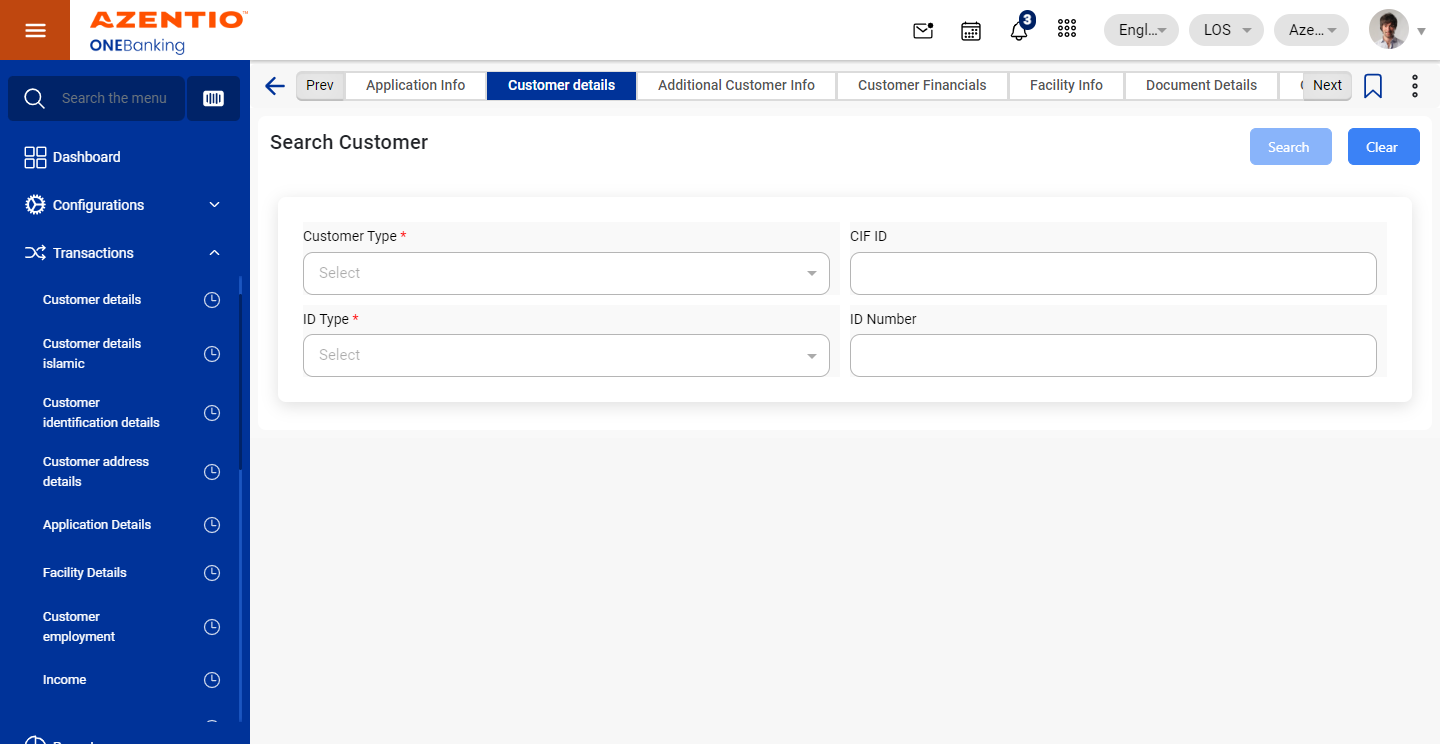 AZENTIO™
ONEBanking
3
Engl...
LOS
Aze...
Search the menu
Prev
Application Info
Customer details
Additional Customer Info
Customer Financials
Facility Info
Document Details
Next
Dashboard
Configurations
Transactions
Customer details
Customer details
islamic
Customer
identification details
Customer address
details
Application Details
Facility Details
Customer
employment
Income
Search Customer
Search
Clear
Customer Type *
CIF ID
Select
ID Type *
ID Number
Select